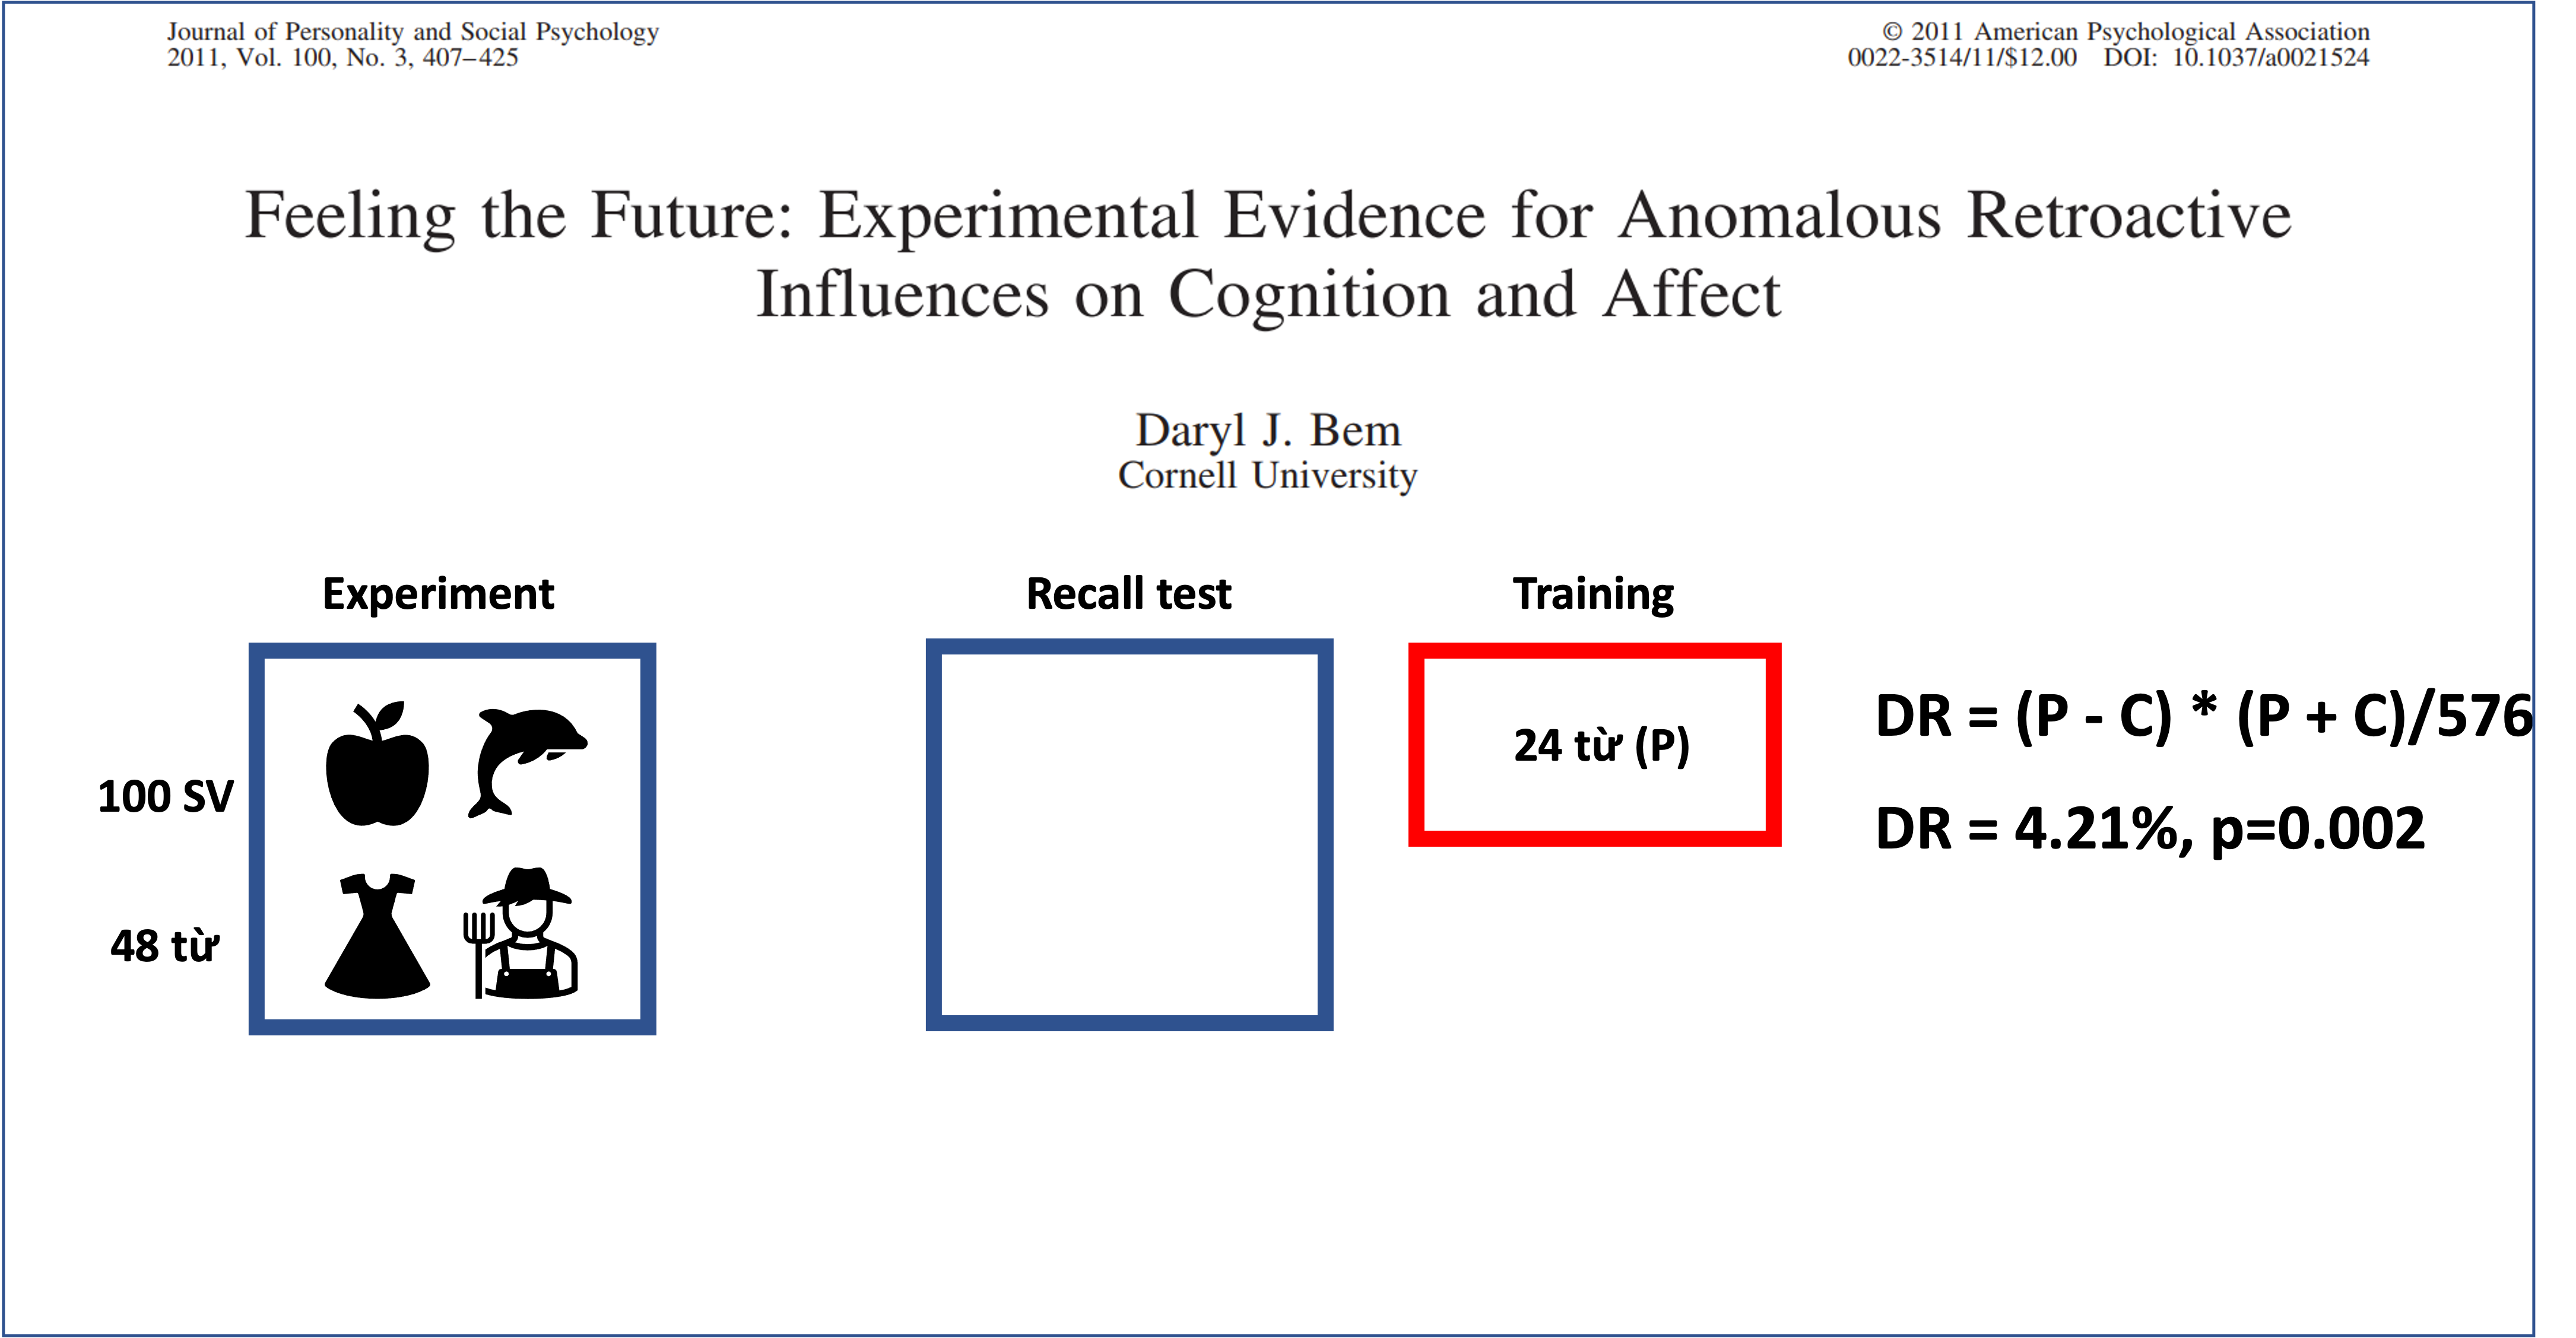 Journal of Personality and Social Psychology
2011, Vol. 100, No. 3, 407–425
© 2011 American Psychological Association
0022-3514/11/$12.00 DOI: 10.1037/a0021524
Feeling the Future: Experimental Evidence for Anomalous Retroactive
Influences on Cognition and Affect
Daryl J. Bem
Cornell University
Experiment
Recall test
Training
100 SV
48 từ
24 từ (P)
DR = (P - C) * (P + C)/576
DR = 4.21%, p=0.002